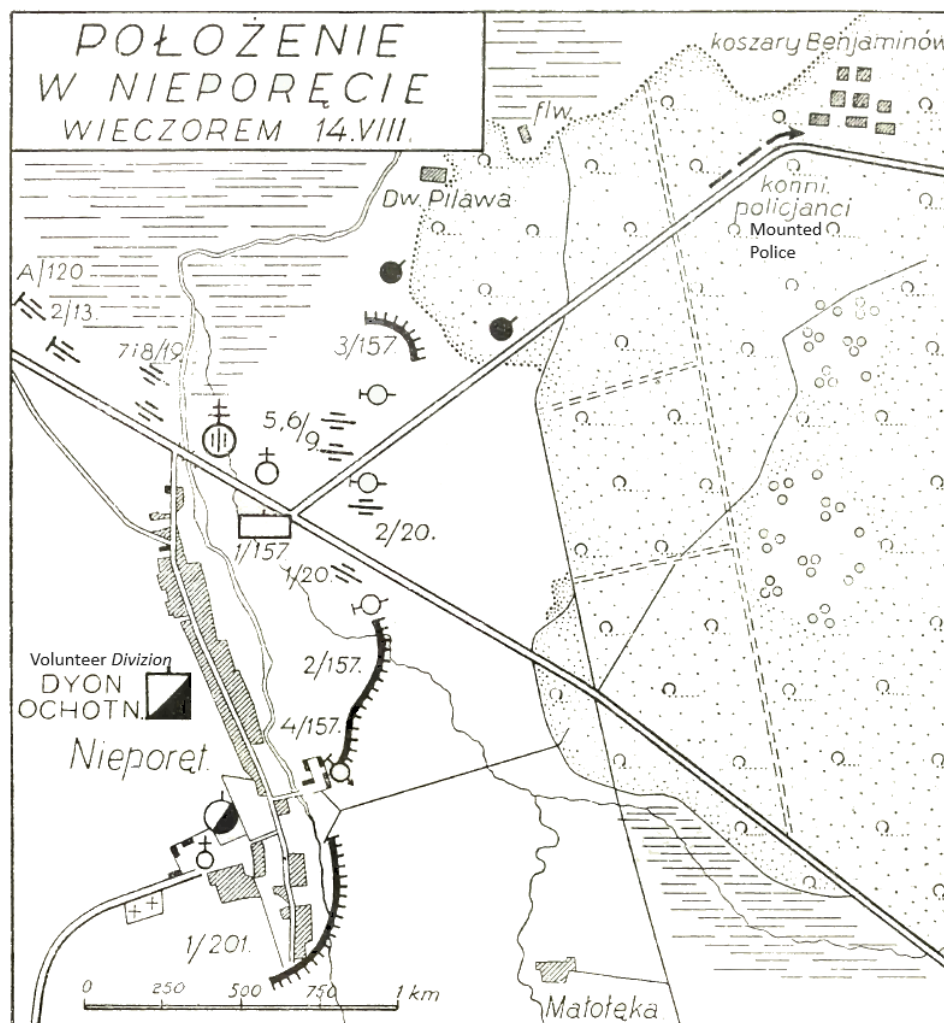 POŁOŻENIE
W NIEPORĘCIE
WIECZOREM 14.VIII.
koszary Benjaminów
flw.
Dw. Pilawa
konni.
policjanci
Mounted
Police
A/120
2/13.
7i8/19.
3/157
5,6/
9.
2/20.
1/157.
1/20.
Volunteer Divizion
DYON
OCHOTN.
2/157.
4/157.
Nieporęt.
1/201.
0 250 500 750 1 km
Małołęka